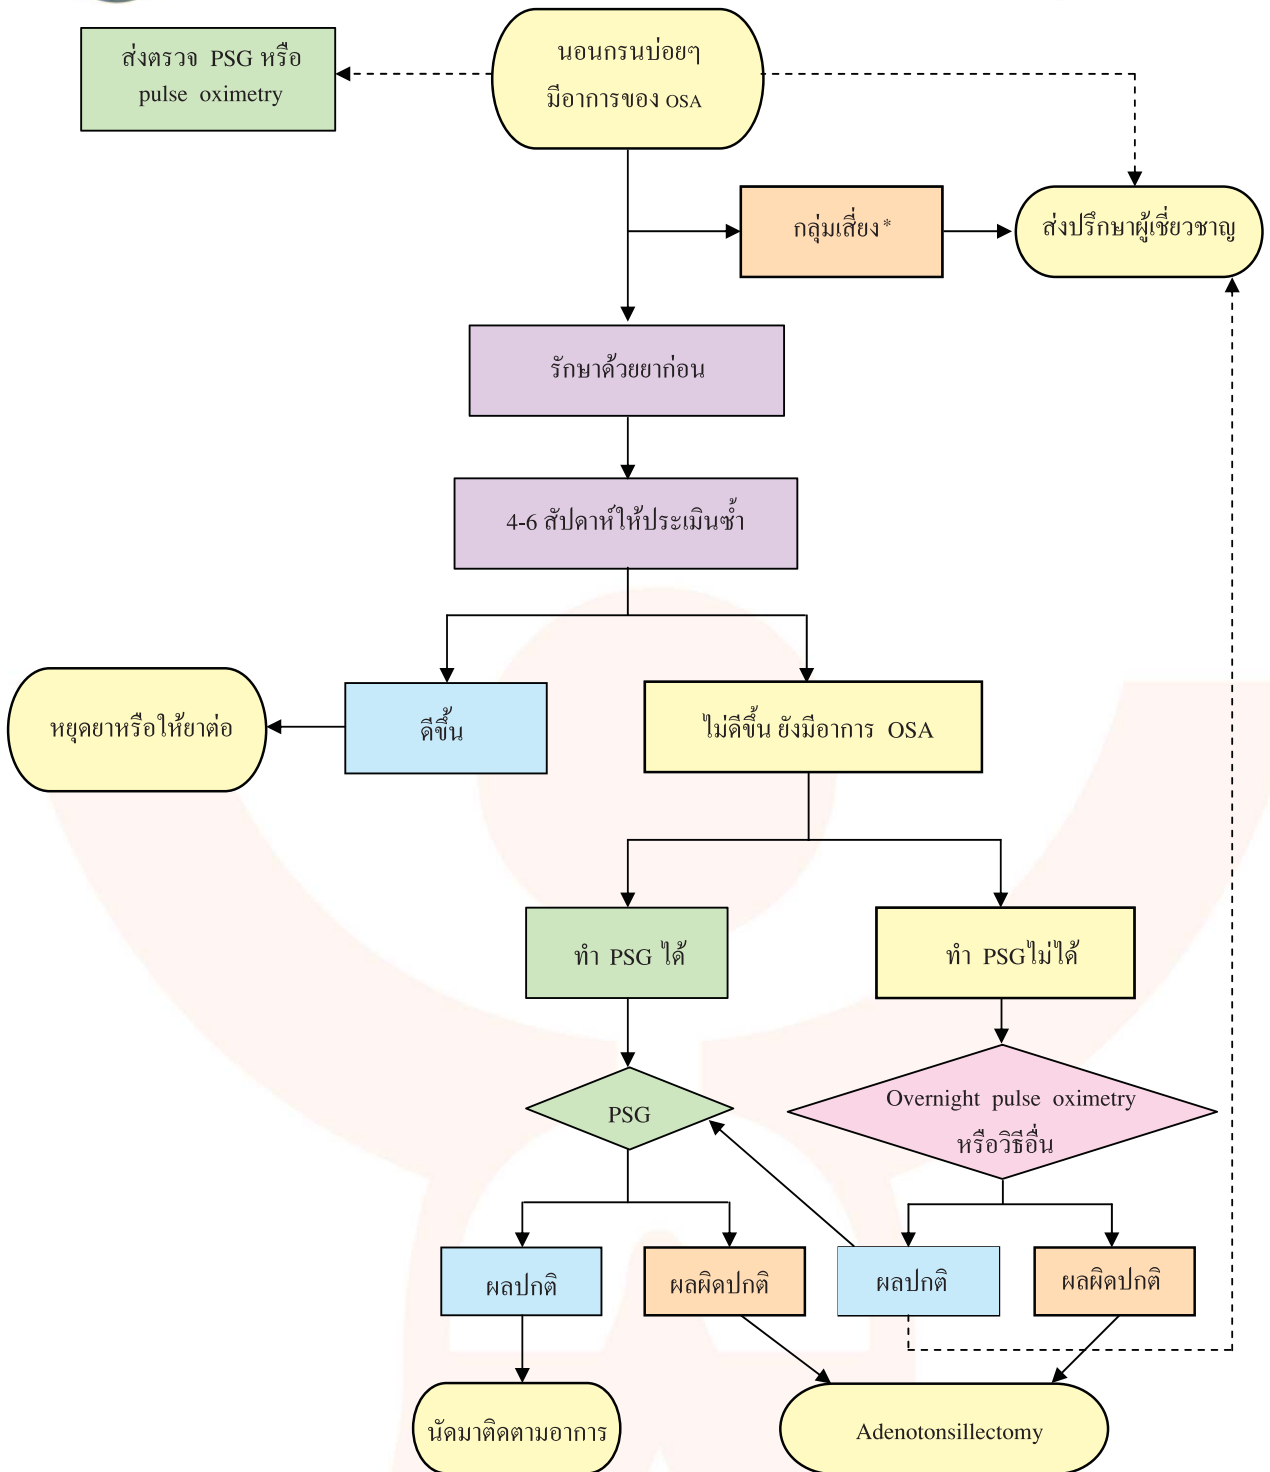 นอนกรนบ่อยๆ
มีอาการของ OSA
ส่งตรวจ PSG หรือ
pulse oximetry
กลุ่มเสี่ยง*
ส่งปรึกษาผู้เชี่ยวชาญ
รักษาด้วยยาก่อน
4-6 สัปดาห์ให้ประเมินซ้ำ
หยุดยาหรือให้ยาต่อ
ดีขึ้น
ไม่ดีขึ้น ยังมีอาการ OSA
ทำ PSG ได้
ทำ PSGไม่ได้
PSG
Overnight pulse oximetry
หรือวิธีอื่น
ผลปกติ
ผลผิดปกติ
ผลปกติ
ผลผิดปกติ
นัดมาติดตามอาการ
Adenotonsillectomy